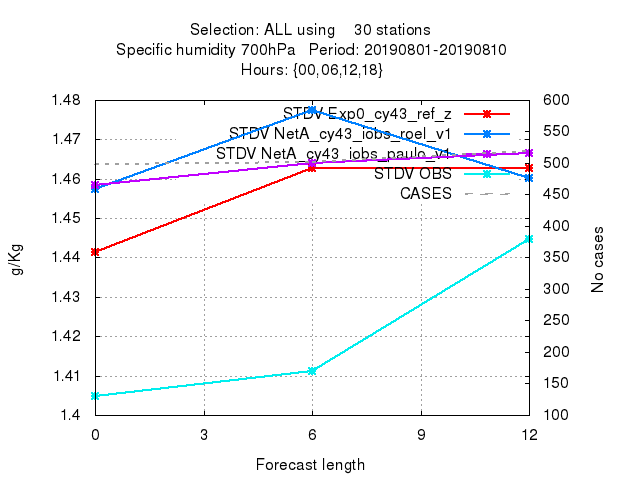 Selection: ALL using 30 stations
Specific humidity 700hPa Period: 20190801-20190810
Hours: {00,06,12,18}
1.48
1.47
1.46
1.45
1.44
1.43
1.42
1.41
1.4
g/Kg
STDV Exp0_cy43_ref_z
STDV NetA_cy43_iobs_roel_v1
STDV NetA_cy43_iobs_paulo_v1
STDV OBS
CASES
600
550
500
450
400
350
300
250
200
150
100
No cases
0 3 6 9 12
Forecast length